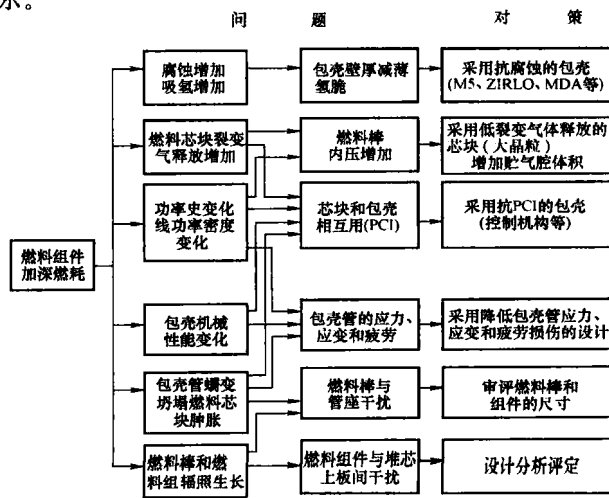 示。
问 题 对 策
腐蚀增加
吸氢增加
包壳壁厚减薄
氢脆
采用抗腐蚀的包壳
(M5、ZIRLO、MDA等)
燃料芯块裂变
气释放增加
燃料棒
内压增加
采用低裂变气体释放的
芯块(大晶粒)
增加贮气腔体积
功率史变化
线功率密度
变化
芯块和包壳
相互用(PCI)
采用抗PCI的包壳
(控制机构等)
燃料组件
加深燃耗
包壳机械
性能变化
包壳管的应力、
应变和疲劳
采用降低包壳管应力、
应变和疲劳损伤的设计
包壳管蠕变
坍塌燃料芯
块肿胀
燃料棒与
管座干扰
审评燃料棒和
组件的尺寸
燃料棒和燃
料组辐照生长
燃料组件与堆芯
上板间干扰
设计分析评定